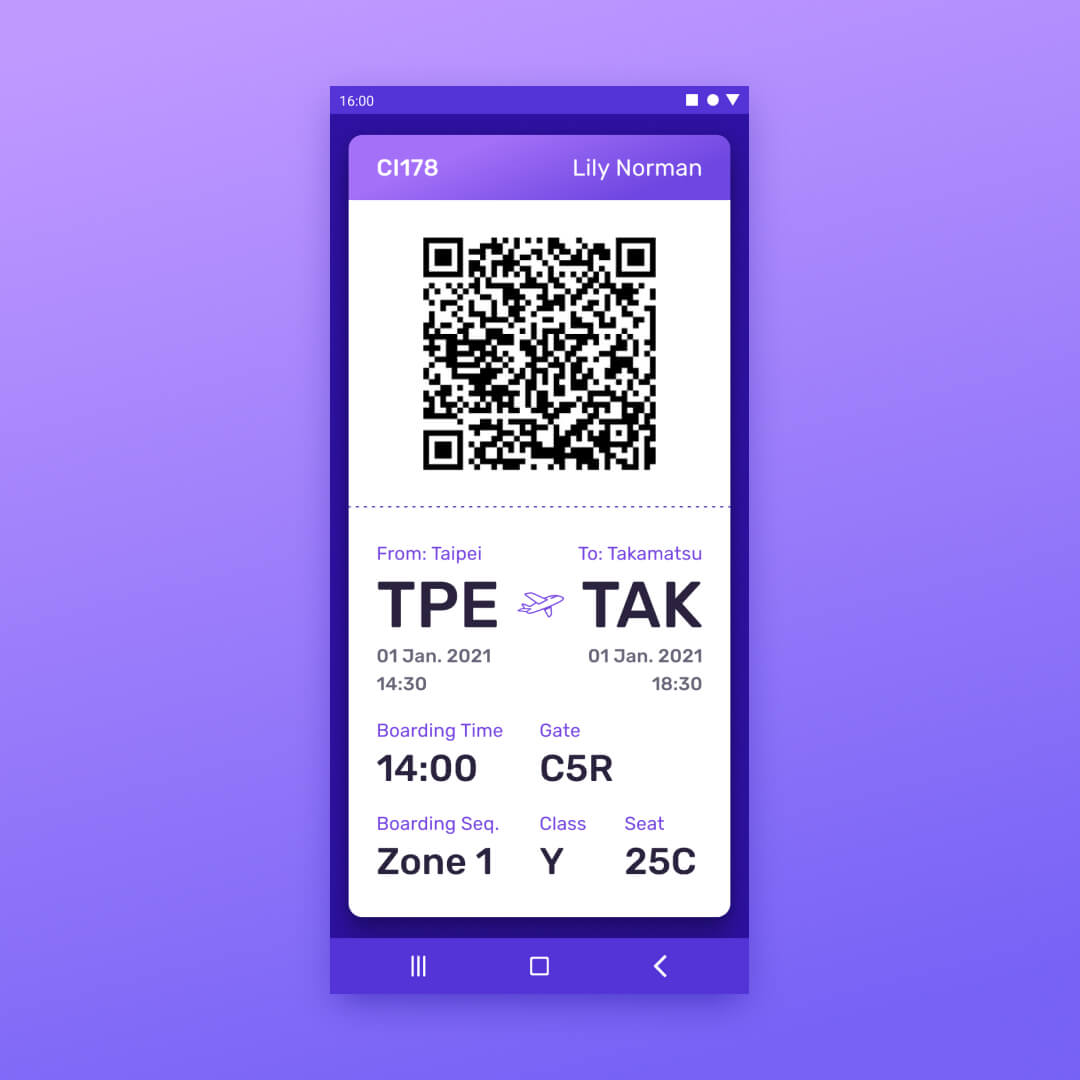 16:00
CI178 Lily Norman
From: Taipei To: Takamatsu
TPE TAK
01 Jan. 2021 01 Jan. 2021
14:30 18:30
Boarding Time Gate
14:00 C5R
Boarding Seq. Class Seat
Zone 1 Y 25C